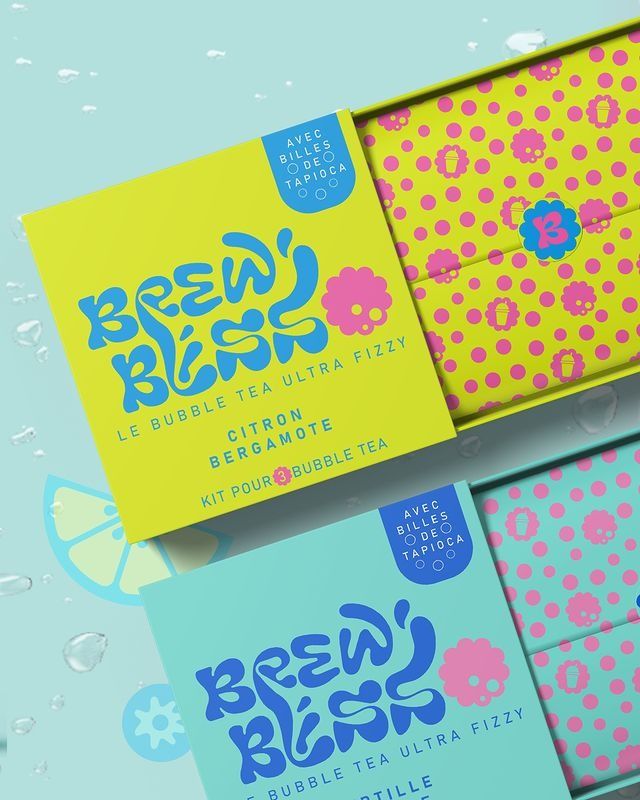 AVEC
BILLES
DE
TAPIOCA
BREW'
BLISS
LE BUBBLE TEA ULTRA FIZZY
CITRON
BERGAMOTE
KIT POUR 3 BUBBLE TEA
B
AVEC
BILLES
DE
TAPIOCA
BREW'
BLISS
LE BUBBLE TEA ULTRA FIZZY